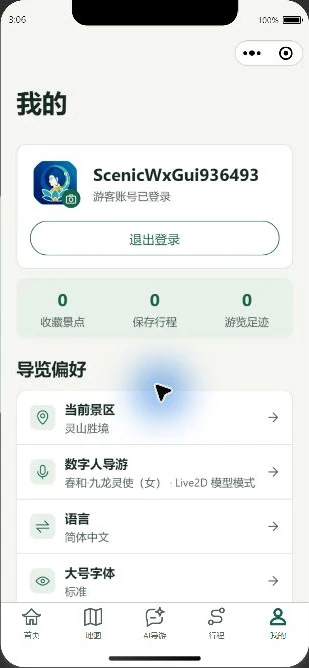 3:06
100%
我的
ScenicWxGui936493
游客账号已登录
退出登录
0
0
0
收藏景点
保存行程
游览足迹
导览偏好
当前景区
灵山胜境
数字人导游
春和·九龙灵使（女） · Live2D 模型模式
语言
简体中文
大号字体
标准
首页
地图
AI导游
行程
我的